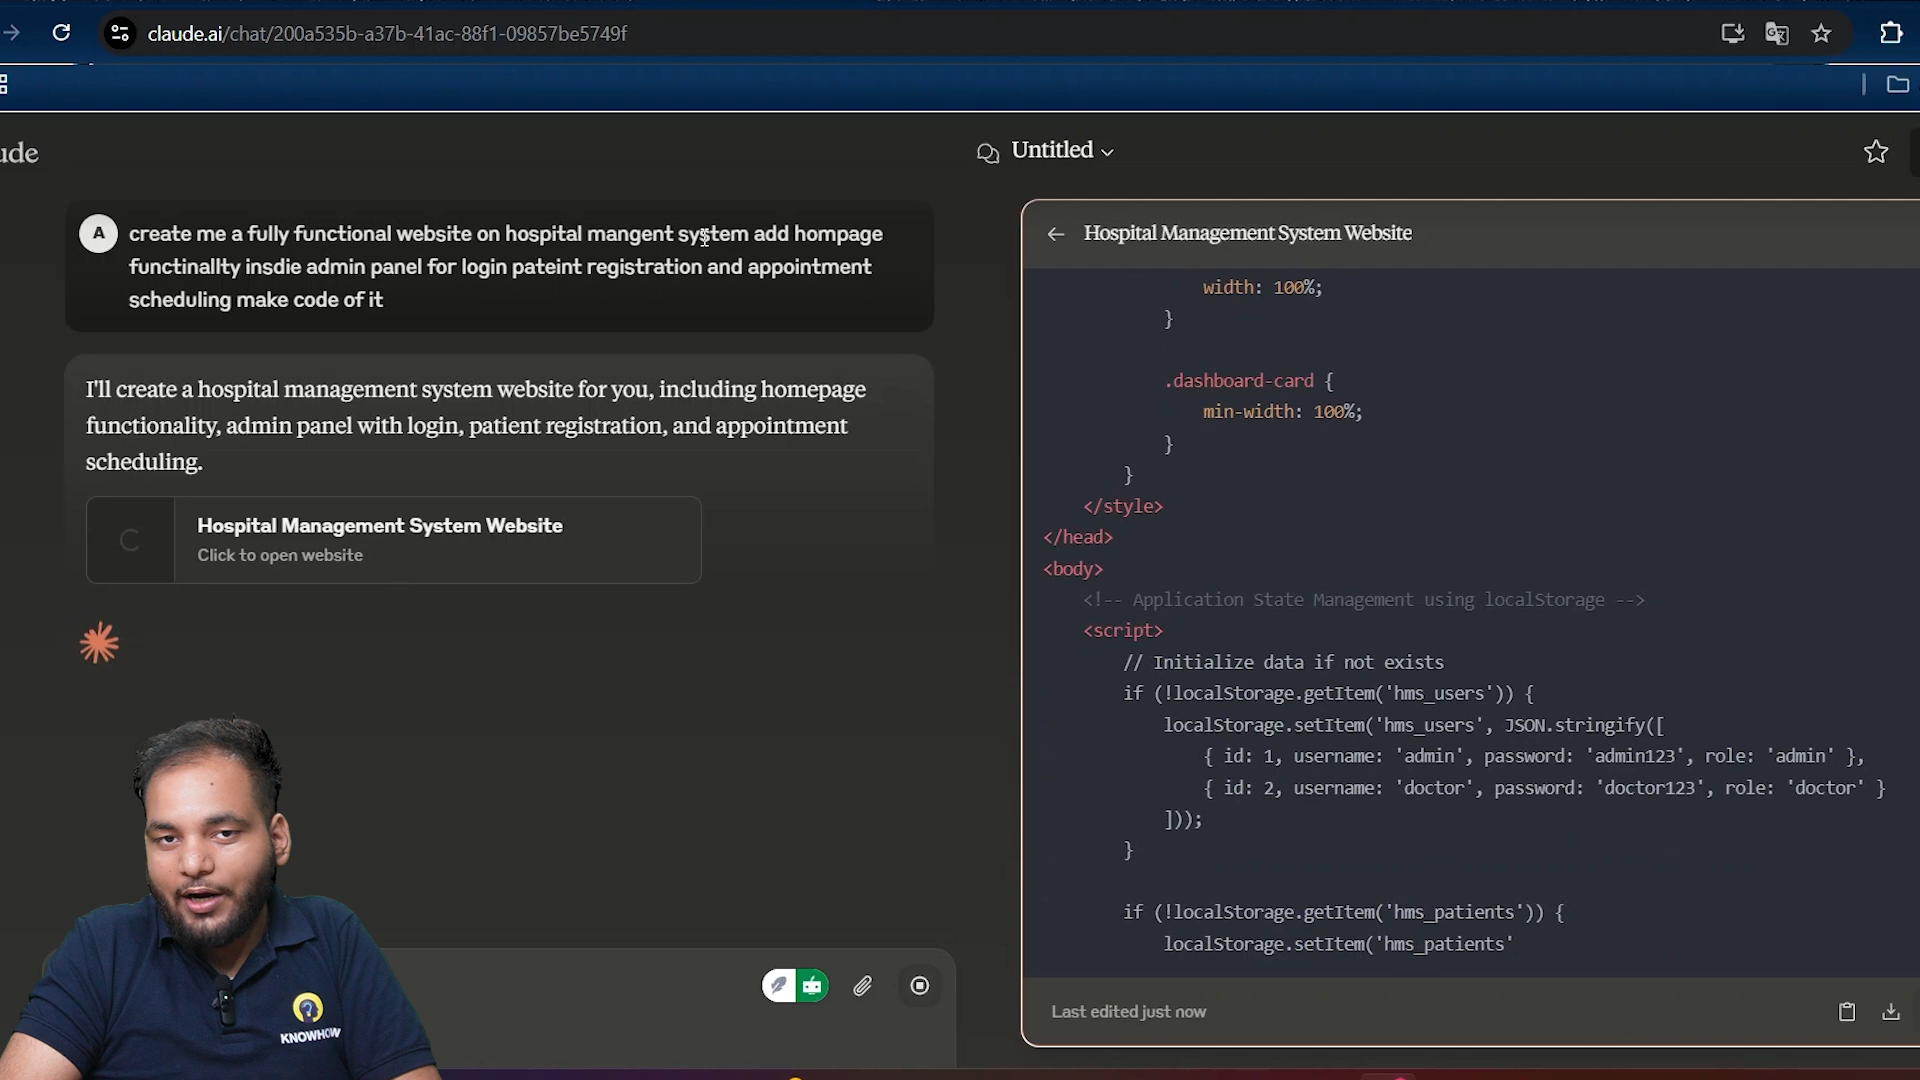 claude.ai/chat/200a535b-a37b-41ac-88f1-09857be5749f
ude
Untitled
A
create me a fully functional website on hospital mangent system add hompage
functinallty insdie admin panel for login pateint registration and appointment
scheduling make code of it
I'll create a hospital management system website for you, including homepage
functionality, admin panel with login, patient registration, and appointment
scheduling.
Hospital Management System Website
Click to open website
KNOWHOW
Hospital Management System Website
width: 100%;
}
.dashboard-card {
min-width: 100%;
}
}
</style>
</head>
<body>
<!-- Application State Management using localStorage -->
<script>
// Initialize data if not exists
if (!localStorage.getItem('hms_users')) {
localStorage.setItem('hms_users', JSON.stringify([
{ id: 1, username: 'admin', password: 'admin123', role: 'admin' },
{ id: 2, username: 'doctor', password: 'doctor123', role: 'doctor' }
]));
}
if (!localStorage.getItem('hms_patients')) {
localStorage.setItem('hms_patients'
Last edited just now